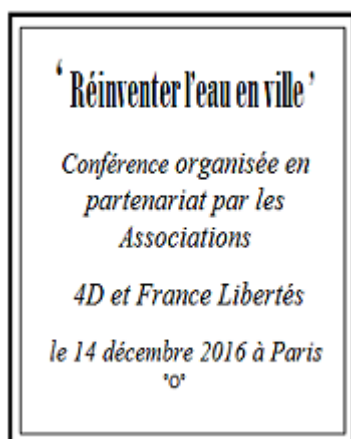 ‘ Réinventer l'eau en ville ’
Conférence organisée en
partenariat par les
Associations
4D et France Libertés
le 14 décembre 2016 à Paris
°O°